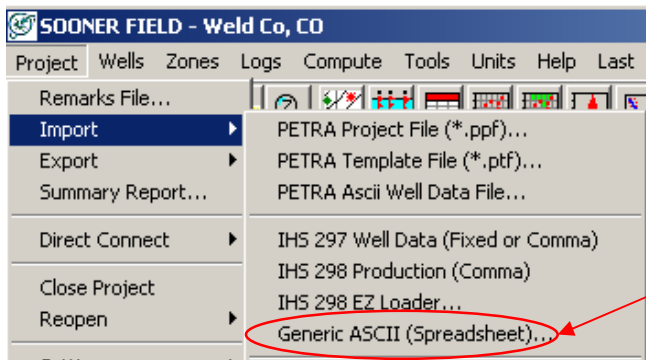 SOONER FIELD - Weld Co, CO
Project Wells Zones Logs Compute Tools Units Help Last
Remarks File...
Import
Export
Summary Report...
Direct Connect
Close Project
Reopen
PETRA Project File (*.ppf)...
PETRA Template File (*.ptf)...
PETRA Ascii Well Data File...
IHS 297 Well Data (Fixed or Comma)
IHS 298 Production (Comma)
IHS 298 EZ Loader...
Generic ASCII (Spreadsheet)...